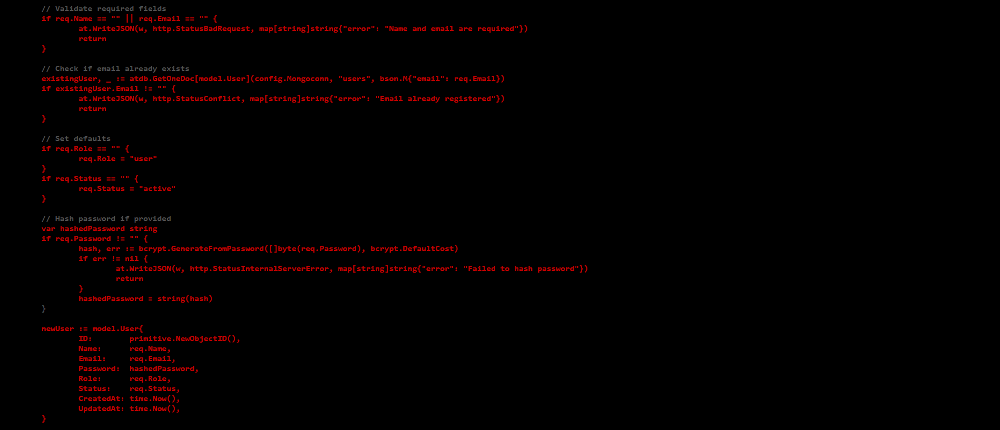 // Validate required fields
if req.Name == "" || req.Email == "" {
at.WriteJSON(w, http.StatusBadRequest, map[string]string{"error": "Name and email are required"})
return
}
// Check if email already exists
existingUser, _ := atdb.GetOneDoc[model.User](config.Mongoconn, "users", bson.M{"email": req.Email})
if existingUser.Email != "" {
at.WriteJSON(w, http.StatusConflict, map[string]string{"error": "Email already registered"})
return
}
// Set defaults
if req.Role == "" {
req.Role = "user"
}
if req.Status == "" {
req.Status = "active"
}
// Hash password if provided
var hashedPassword string
if req.Password != "" {
hash, err := bcrypt.GenerateFromPassword([]byte(req.Password), bcrypt.DefaultCost)
if err != nil {
at.WriteJSON(w, http.StatusInternalServerError, map[string]string{"error": "Failed to hash password"})
return
}
hashedPassword = string(hash)
}
newUser := model.User{
ID: primitive.NewObjectID(),
Name: req.Name,
Email: req.Email,
Password: hashedPassword,
Role: req.Role,
Status: req.Status,
CreatedAt: time.Now(),
UpdatedAt: time.Now(),
}